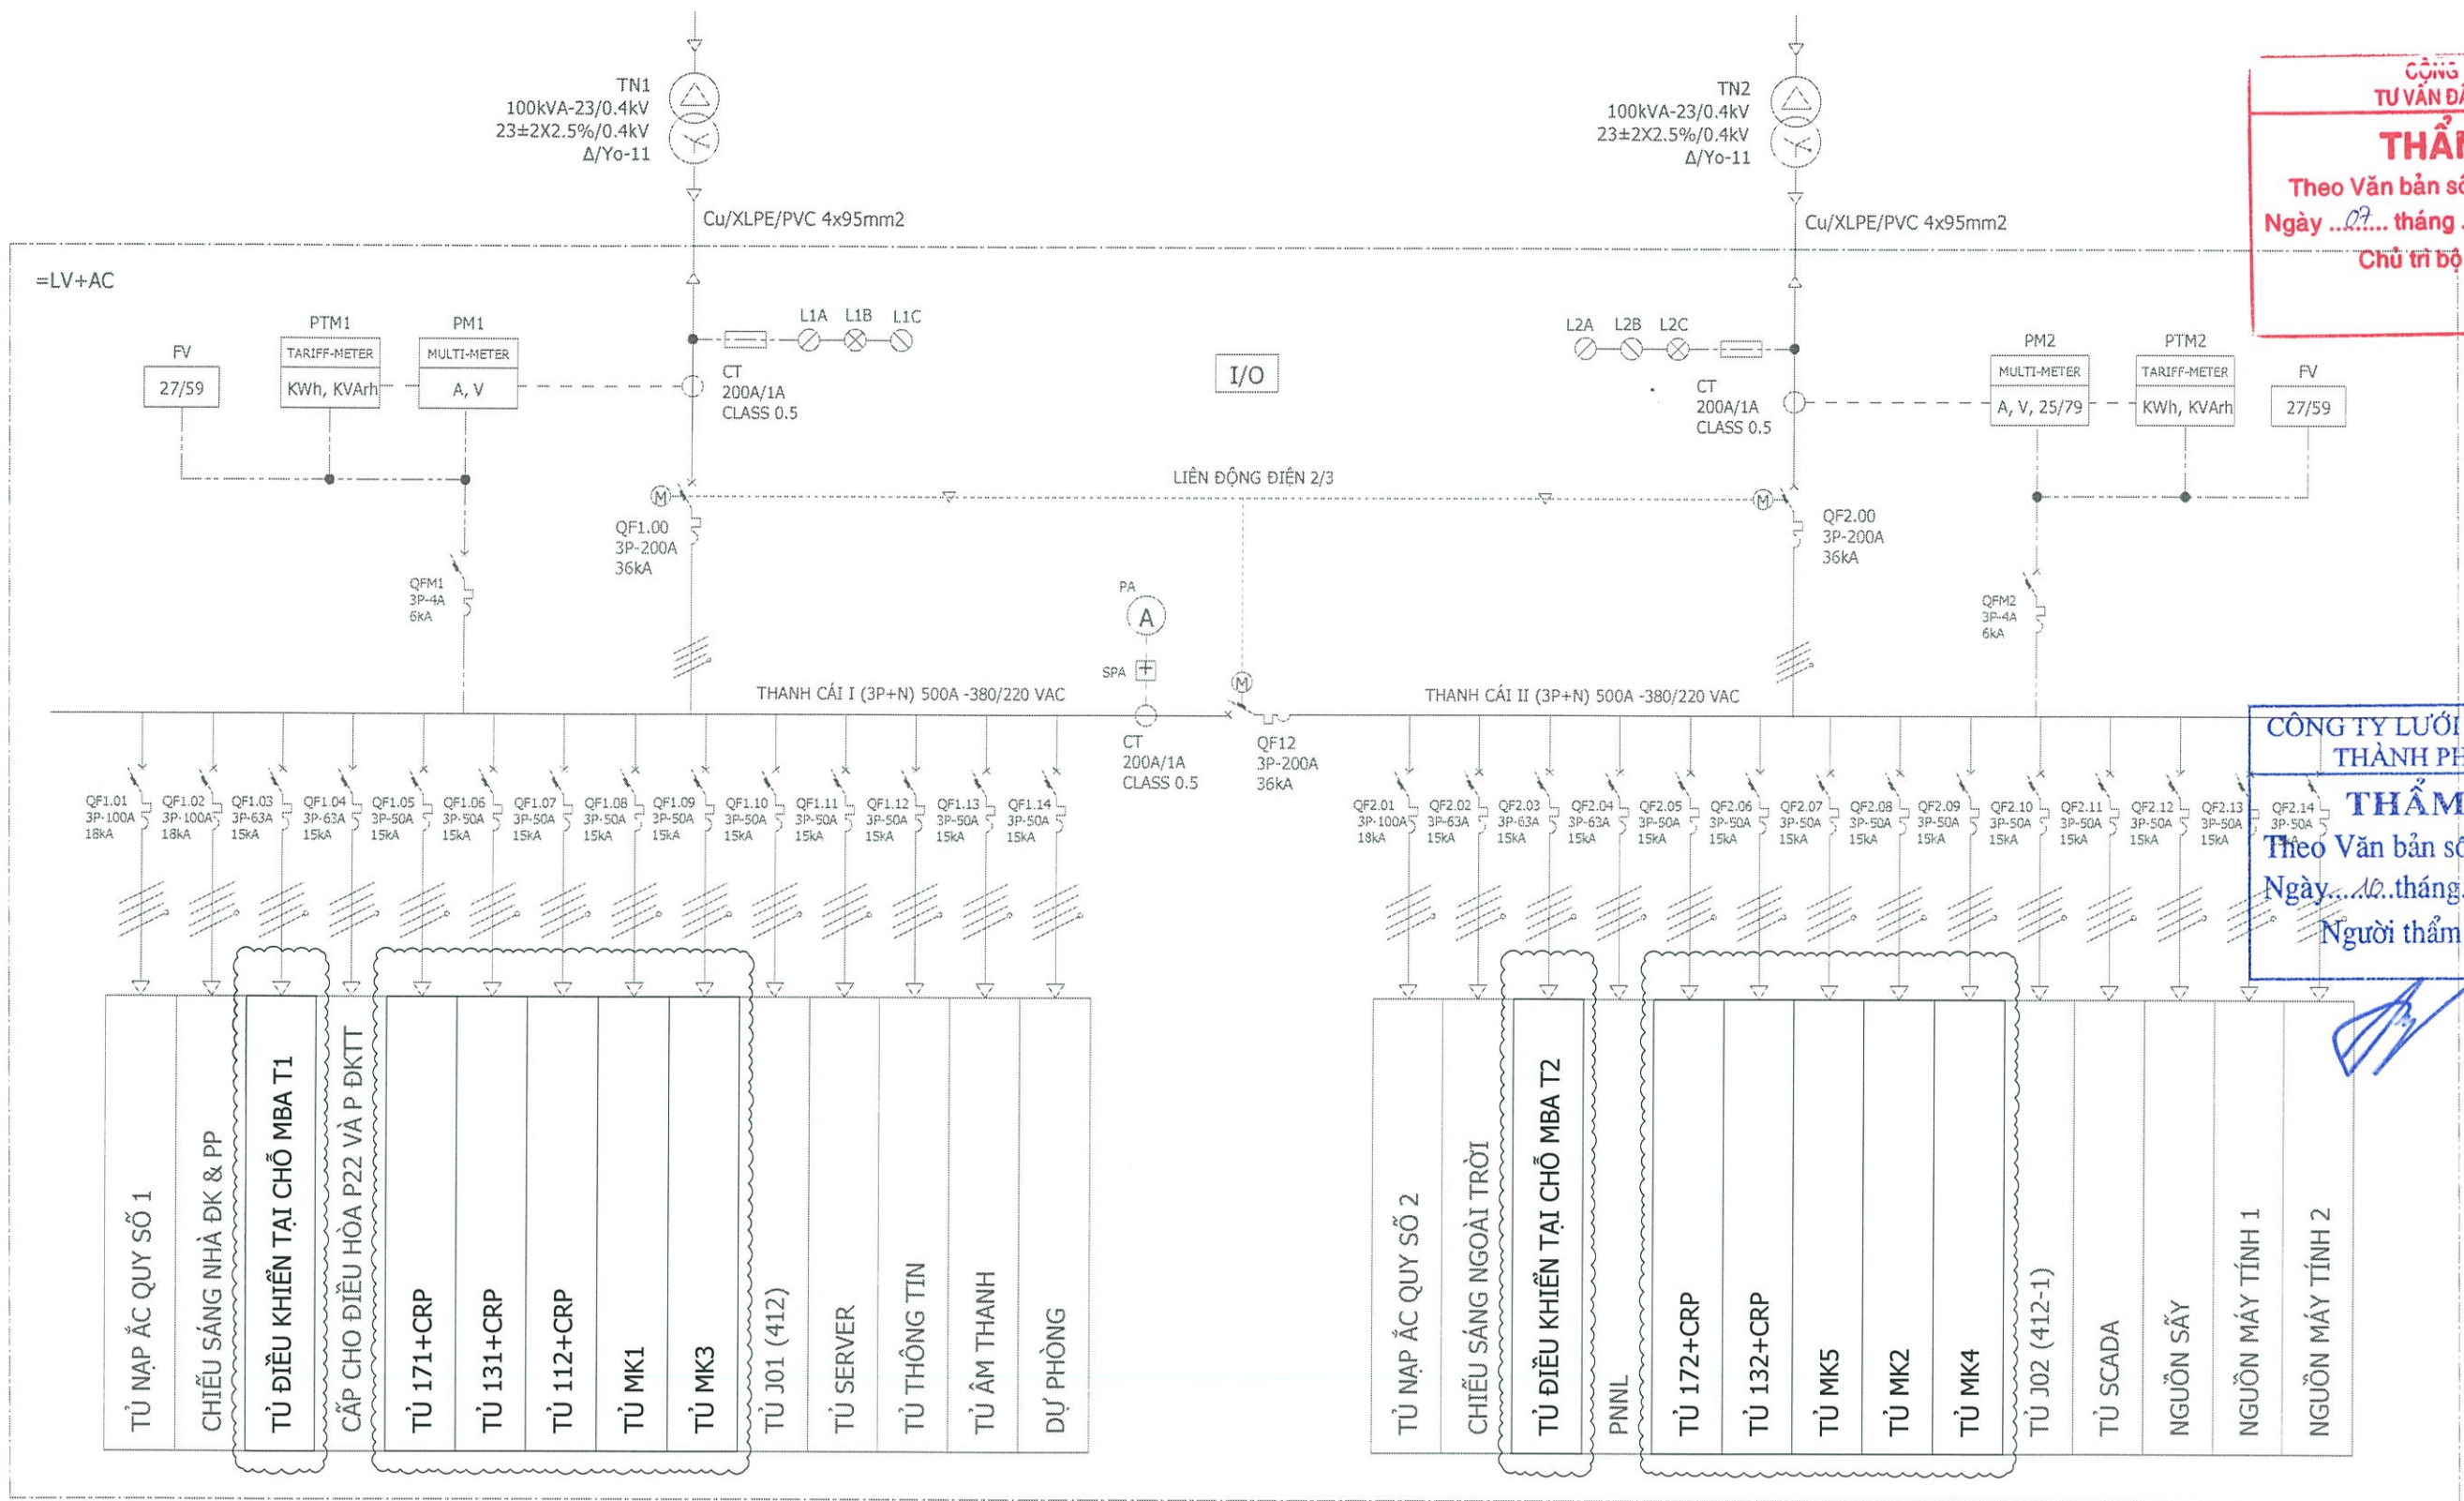 TN1
100kVA-23/0.4kV
23±2X2.5%/0.4kV
Δ/Yo-11
Cu/XLPE/PVC 4x95mm2
TN2
100kVA-23/0.4kV
23±2X2.5%/0.4kV
Δ/Yo-11
Cu/XLPE/PVC 4x95mm2
CÔNG
TƯ VẤN
THẨM
Theo Văn bản số
Ngày ...07... tháng
Chủ trì bộ
=LV+AC
FV
27/59
PTM1
TARIFF-METER
KWh, KVArh
PM1
MULTI-METER
A, V
L1A L1B L1C
CT
200A/1A
CLASS 0.5
I/O
L2A L2B L2C
CT
200A/1A
CLASS 0.5
PM2
MULTI-METER
A, V, 25/79
PTM2
TARIFF-METER
KWh, KVArh
FV
27/59
LIÊN ĐỘNG ĐIỆN 2/3
M
M
QF1.00
3P-200A
36kA
QF2.00
3P-200A
36kA
QFM1
3P-4A
6kA
QFM2
3P-4A
6kA
PA
A
SPA
+
M
THANH CÁI I (3P+N) 500A -380/220 VAC
THANH CÁI II (3P+N) 500A -380/220 VAC
CT
200A/1A
CLASS 0.5
QF12
3P-200A
36kA
CÔNG TY LƯỚI
THÀNH PH
THẨM
Theo Văn bản số
Ngày...10..tháng.
Người thẩm
QF1.01
3P-100A
18kA
QF1.02
3P-100A
18kA
QF1.03
3P-63A
15kA
QF1.04
3P-63A
15kA
QF1.05
3P-50A
15kA
QF1.06
3P-50A
15kA
QF1.07
3P-50A
15kA
QF1.08
3P-50A
15kA
QF1.09
3P-50A
15kA
QF1.10
3P-50A
15kA
QF1.11
3P-50A
15kA
QF1.12
3P-50A
15kA
QF1.13
3P-50A
15kA
QF1.14
3P-50A
15kA
QF2.01
3P-100A
18kA
QF2.02
3P-63A
15kA
QF2.03
3P-63A
15kA
QF2.04
3P-63A
15kA
QF2.05
3P-50A
15kA
QF2.06
3P-50A
15kA
QF2.07
3P-50A
15kA
QF2.08
3P-50A
15kA
QF2.09
3P-50A
15kA
QF2.10
3P-50A
15kA
QF2.11
3P-50A
15kA
QF2.12
3P-50A
15kA
QF2.13
3P-50A
15kA
QF2.14
3P-50A
TỦ NẠP ẮC QUY SỐ 1
CHIẾU SÁNG NHÀ ĐK & PP
TỦ ĐIỀU KHIỂN TẠI CHỖ MBA T1
CẤP CHO ĐIỀU HÒA P22 VÀ P ĐKTT
TỦ 171+CRP
TỦ 131+CRP
TỦ 112+CRP
TỦ MK1
TỦ MK3
TỦ J01 (412)
TỦ SERVER
TỦ THÔNG TIN
TỦ ÂM THANH
DỰ PHÒNG
TỦ NẠP ẮC QUY SỐ 2
CHIẾU SÁNG NGOÀI TRỜI
TỦ ĐIỀU KHIỂN TẠI CHỖ MBA T2
PNNL
TỦ 172+CRP
TỦ 132+CRP
TỦ MK5
TỦ MK2
TỦ MK4
TỦ J02 (412-1)
TỦ SCADA
NGUỒN SẤY
NGUỒN MÁY TÍNH 1
NGUỒN MÁY TÍNH 2